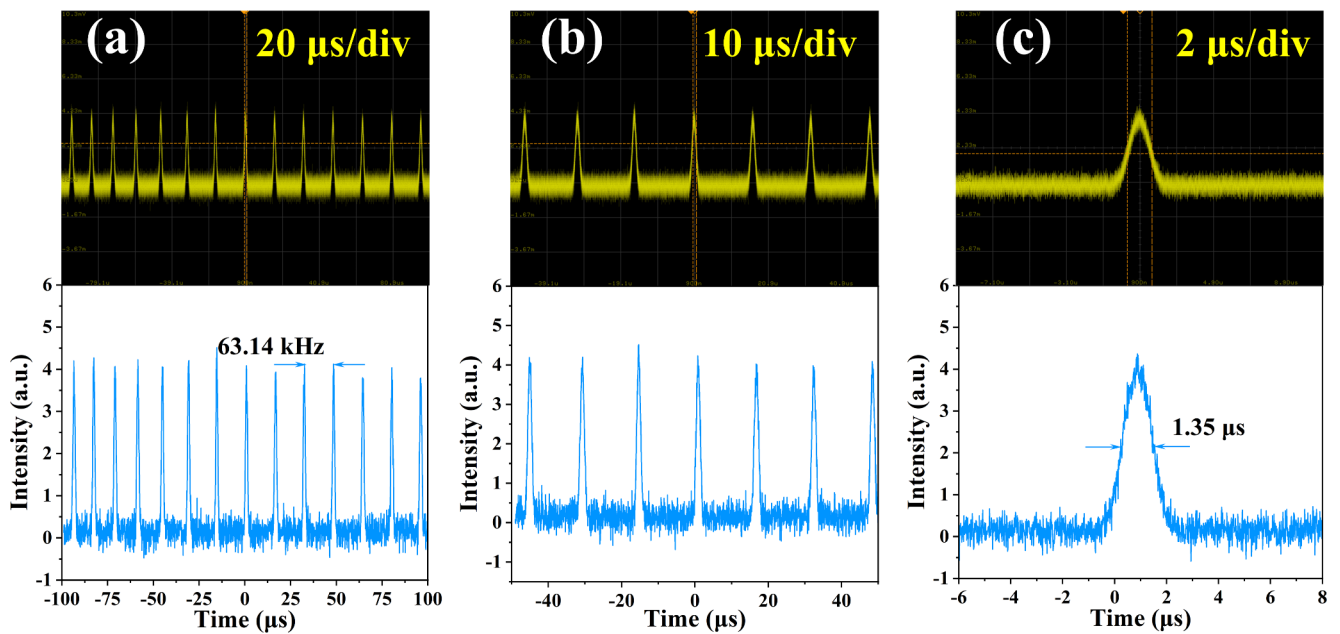 (a)
20 μs/div
(b)
10 μs/div
(c)
2 μs/div
6
5
4
3
2
1
0
-1
Intensity (a.u.)
63.14 kHz
-100 -75 -50 -25 0 25 50 75 100
Time (μs)
6
5
4
3
2
1
0
-1
Intensity (a.u.)
-40 -20 0 20 40
Time (μs)
6
5
4
3
2
1
0
-1
Intensity (a.u.)
1.35 μs
-6 -4 -2 0 2 4 6 8
Time (μs)